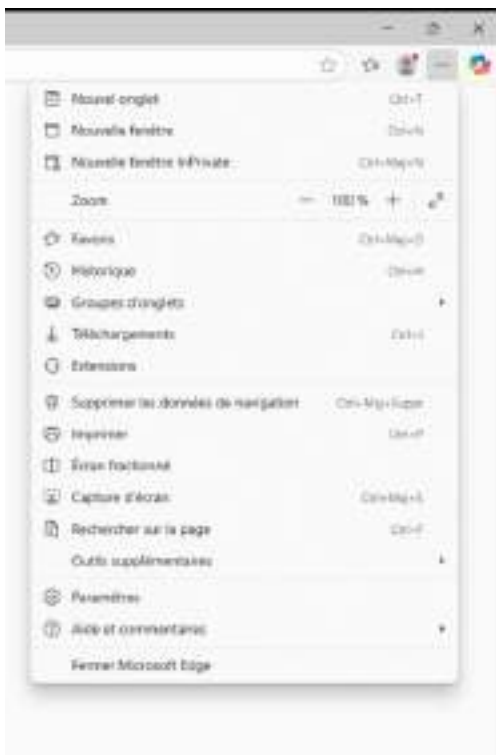 Nouvel onglet Ctrl+T
Nouvelle fenêtre Ctrl+N
Nouvelle fenêtre InPrivate Ctrl+Maj+N
Zoom — 100 % +
Favoris Ctrl+Maj+O
Historique Ctrl+H
Groupes d'onglets
Téléchargements Ctrl+J
Extensions
Supprimer les données de navigation Ctrl+Maj+Suppr
Imprimer Ctrl+P
Écran fractionné
Capture d'écran Ctrl+Maj+S
Rechercher sur la page Ctrl+F
Outils supplémentaires
Paramètres
Aide et commentaires
Fermer Microsoft Edge